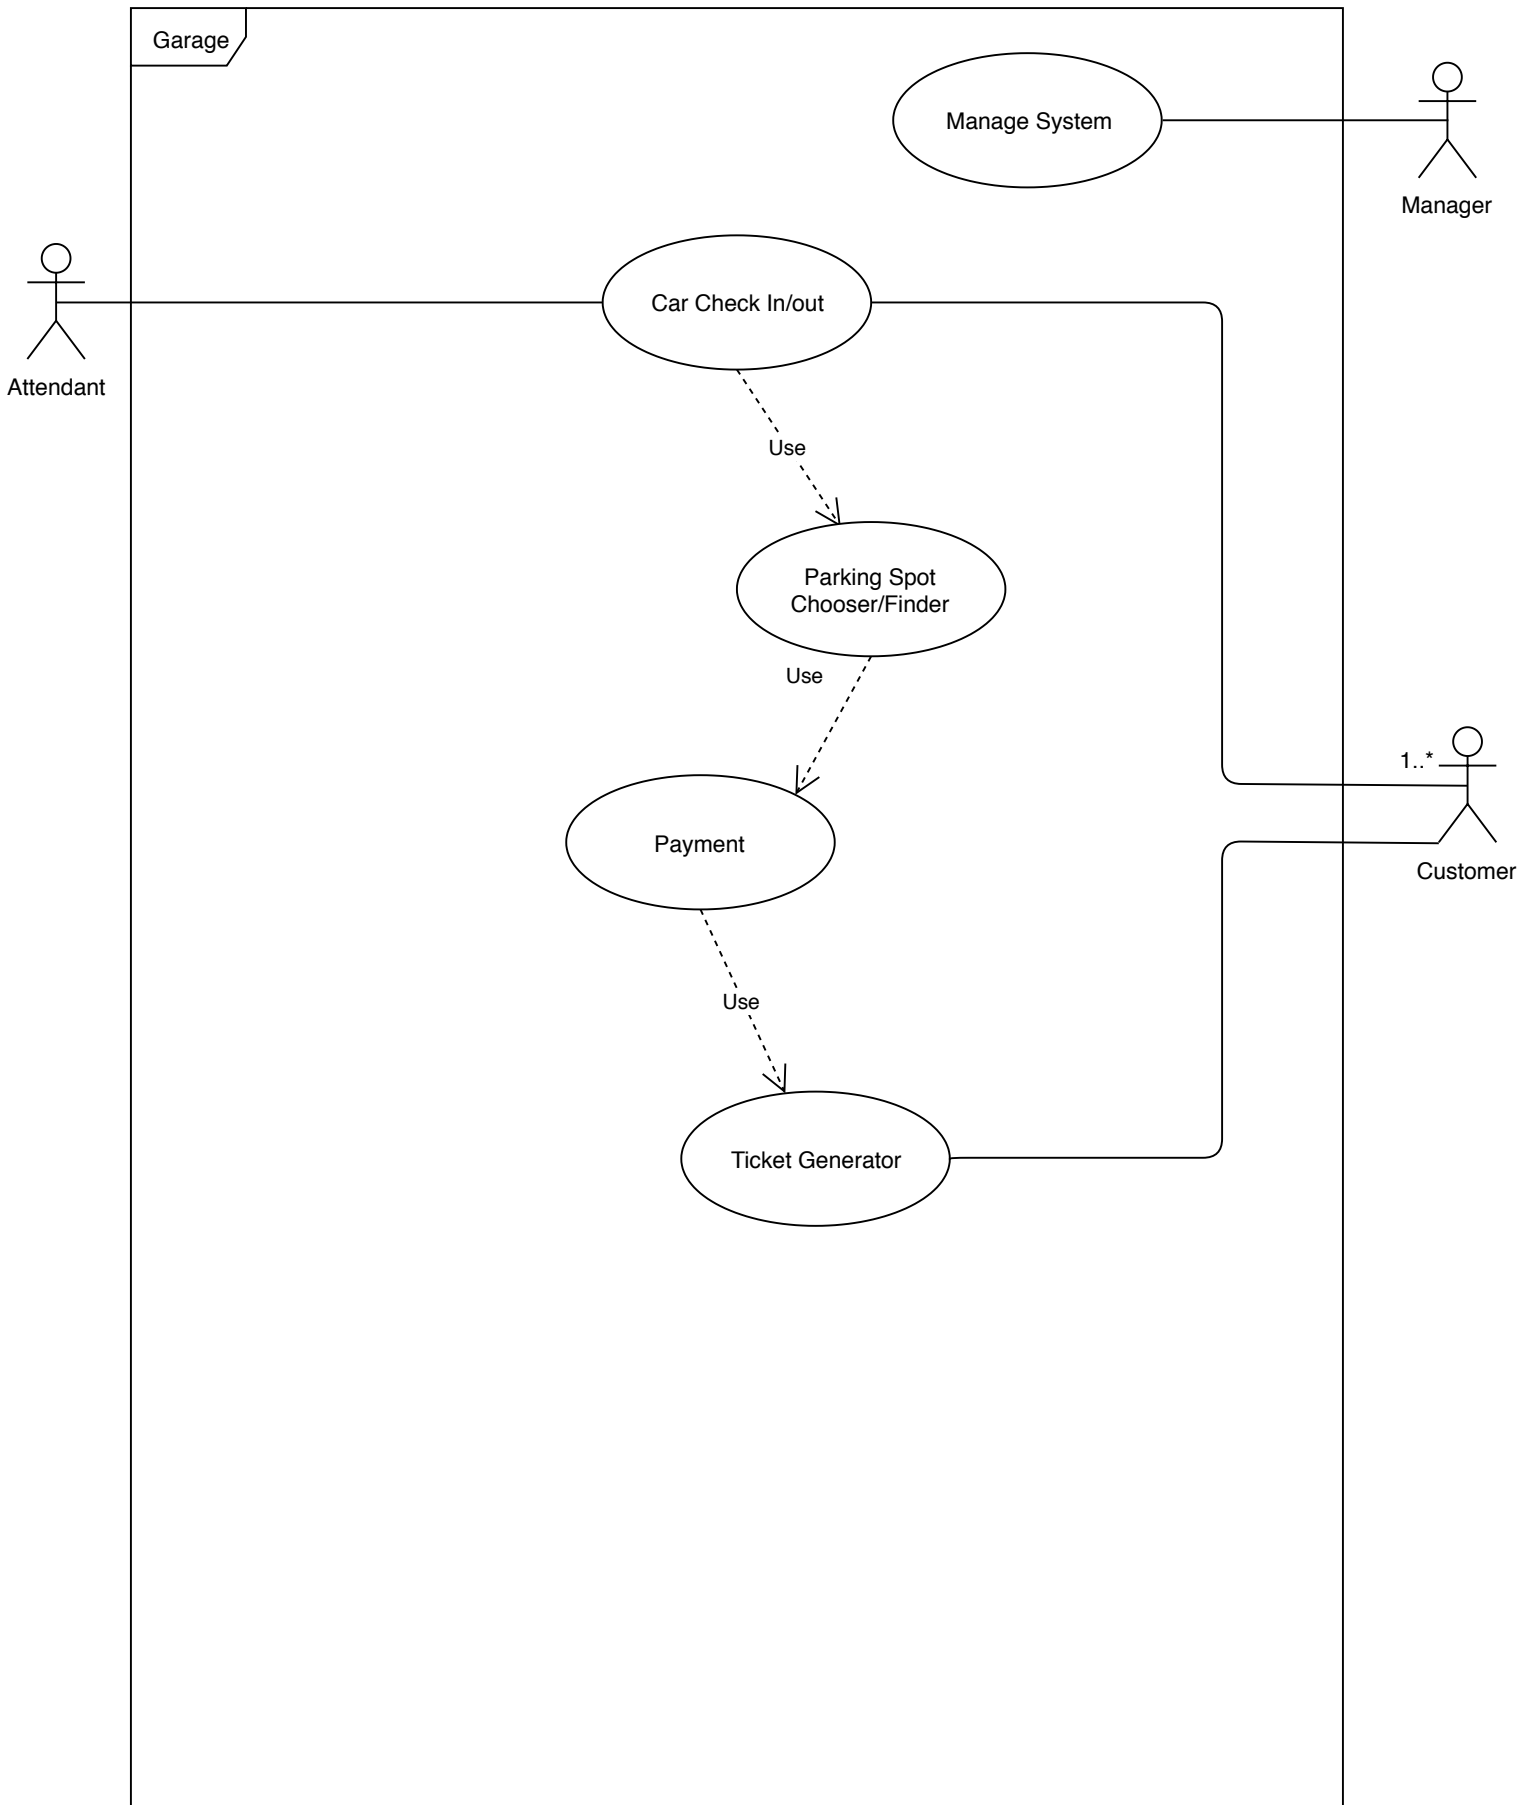 Garage
Manage System
Manager
Car Check In/out
Attendant
Use
Parking Spot
Chooser/Finder
Use
1..*
Payment
Customer
Use
Ticket Generator